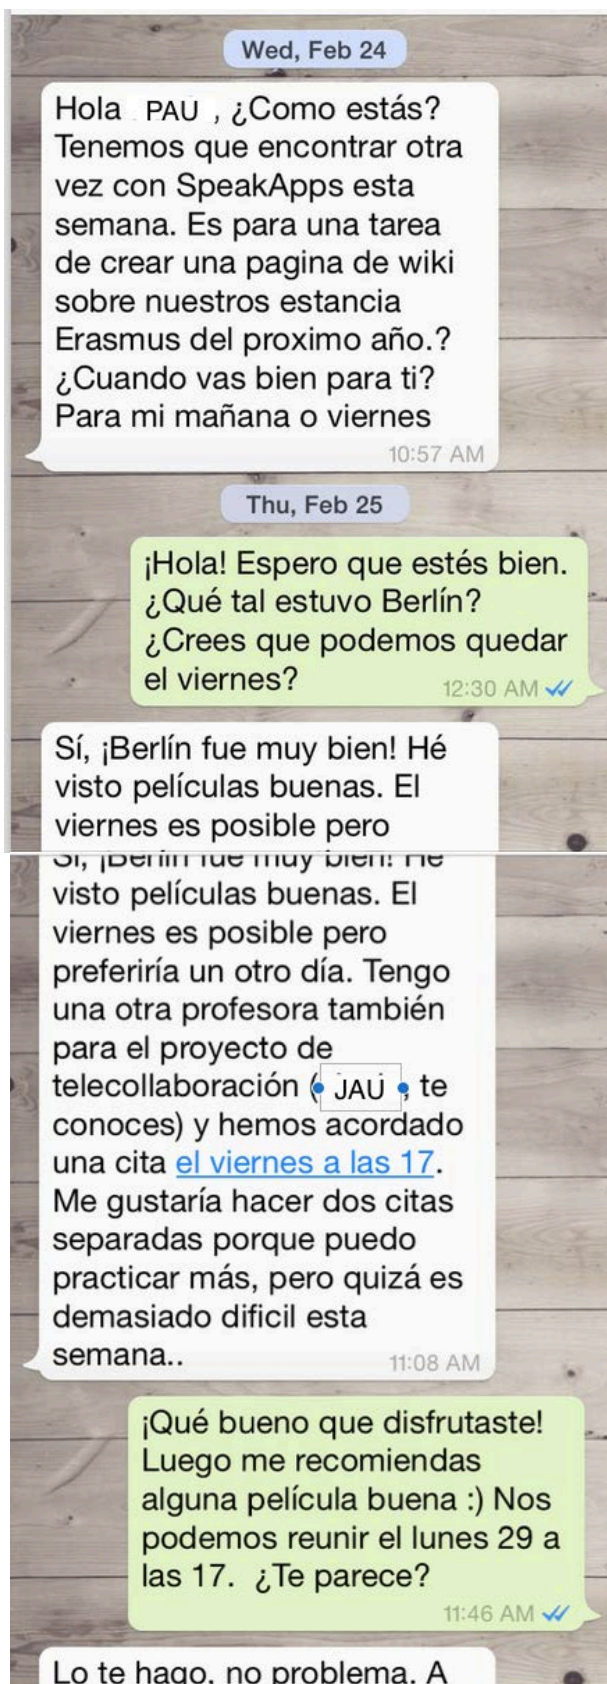 Wed, Feb 24
Hola PAU , ¿Como estás?
Tenemos que encontrar otra
vez con SpeakApps esta
semana. Es para una tarea
de crear una pagina de wiki
sobre nuestros estancia
Erasmus del proximo año.?
¿Cuando vas bien para ti?
Para mi mañana o viernes
10:57 AM
Thu, Feb 25
¡Hola! Espero que estés bien.
¿Qué tal estuvo Berlín?
¿Crees que podemos quedar
el viernes?
12:30 AM
Sí, ¡Berlín fue muy bien! Hé
visto películas buenas. El
viernes es posible pero
Sí, ¡Berlín fue muy bien! Hé
visto películas buenas. El
viernes es posible pero
preferiría un otro día. Tengo
una otra profesora también
para el proyecto de
telecollaboración ( JAU , te
conoces) y hemos acordado
una cita el viernes a las 17.
Me gustaría hacer dos citas
separadas porque puedo
practicar más, pero quizá es
demasiado dificil esta
semana..
11:08 AM
¡Qué bueno que disfrutaste!
Luego me recomiendas
alguna película buena :) Nos
podemos reunir el lunes 29 a
las 17. ¿Te parece?
11:46 AM
Lo te hago, no problema. A